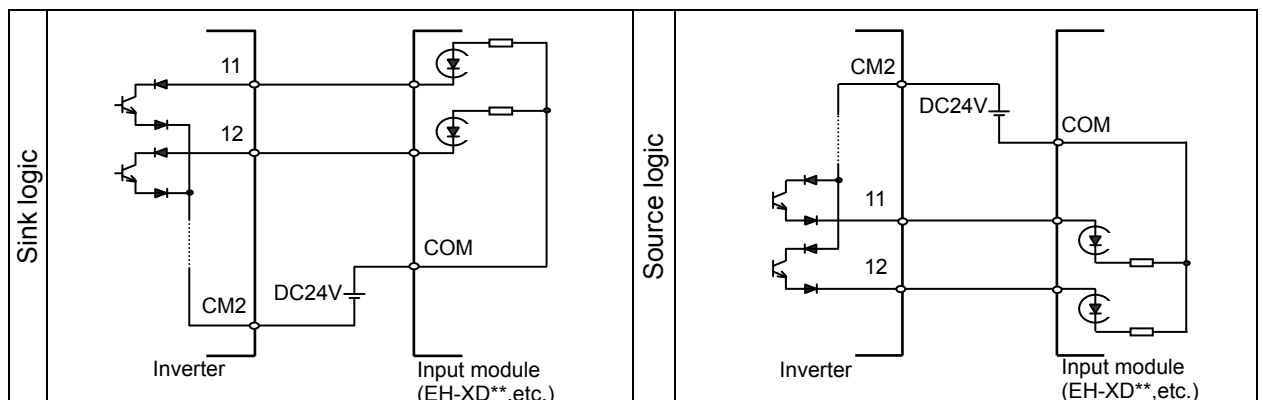 Sink logic
11
12
COM
DC24V
CM2
Inverter
Input module
(EH-XD**,etc.)
Source logic
CM2
DC24V
COM
11
12
Inverter
Input module
(EH-XD**,etc.)